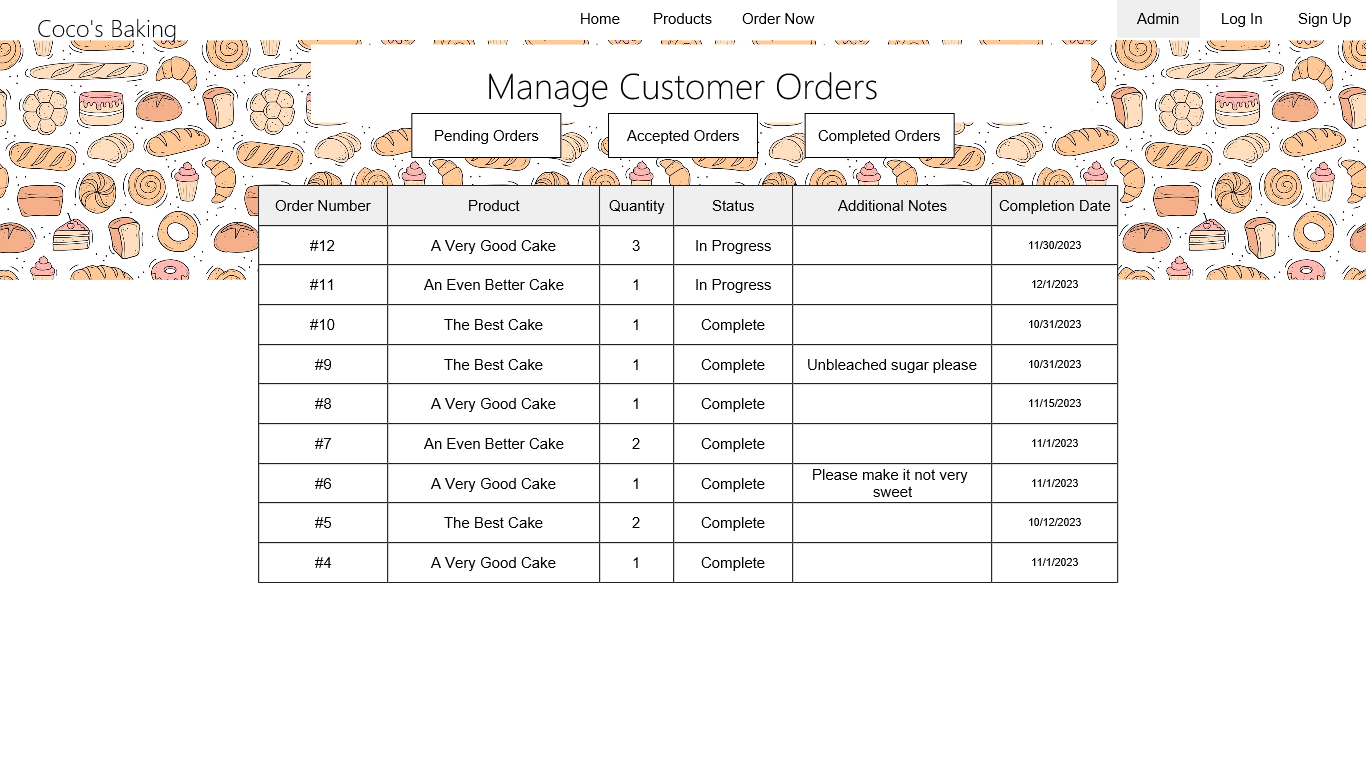 Coco's Baking
Home Products Order Now
Admin Log In Sign Up
Manage Customer Orders
Pending Orders Accepted Orders Completed Orders
Order Number Product Quantity Status Additional Notes Completion Date
#12 A Very Good Cake 3 In Progress 11/30/2023
#11 An Even Better Cake 1 In Progress 12/1/2023
#10 The Best Cake 1 Complete 10/31/2023
#9 The Best Cake 1 Complete Unbleached sugar please 10/31/2023
#8 A Very Good Cake 1 Complete 11/15/2023
#7 An Even Better Cake 2 Complete 11/1/2023
#6 A Very Good Cake 1 Complete Please make it not very
sweet 11/1/2023
#5 The Best Cake 2 Complete 10/12/2023
#4 A Very Good Cake 1 Complete 11/1/2023